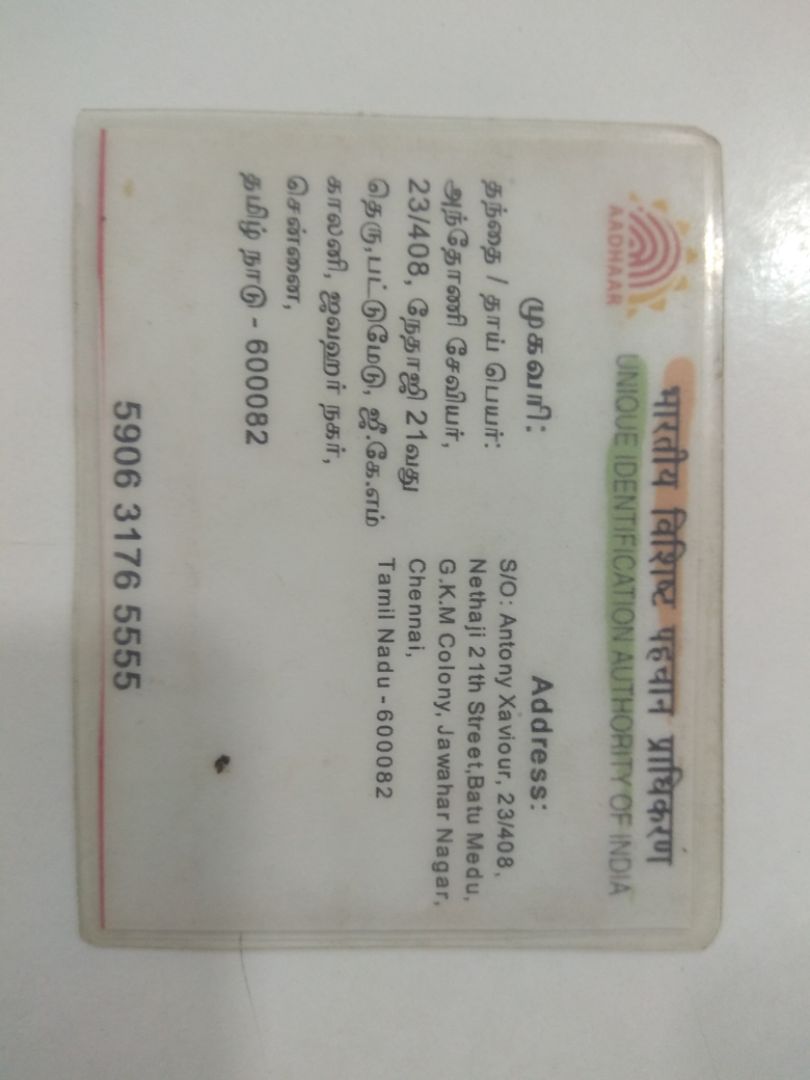 भारतीय विशिष्ट पहचान प्राधिकरण
UNIQUE IDENTIFICATION AUTHORITY OF INDIA
AADHAAR
முகவரி:
தந்தை / தாய் பெயர்:
அந்தோணி சேவியர்,
23/408, நேதாஜி 21வது
தெரு,பட்டுமேடு, ஜீ.கே.எம்
காலனி, ஜவஹர் நகர்,
சென்னை,
தமிழ் நாடு - 600082
Address:
S/O: Antony Xaviour, 23/408,
Nethaji 21th Street,Batu Medu,
G.K.M Colony, Jawahar Nagar,
Chennai,
Tamil Nadu - 600082
5906 3176 5555